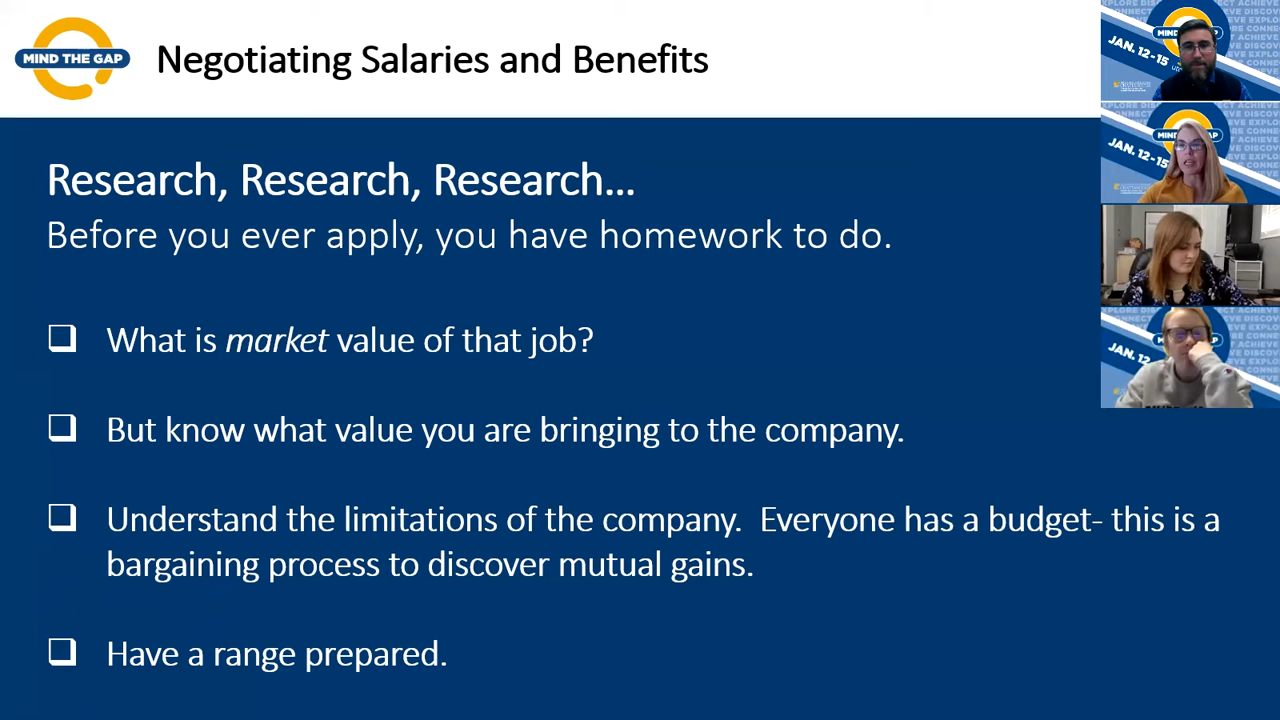 MIND THE GAP
Negotiating Salaries and Benefits
Research, Research, Research...
Before you ever apply, you have homework to do.
❑ What is market value of that job?
❑ But know what value you are bringing to the company.
❑ Understand the limitations of the company.  Everyone has a budget- this is a
bargaining process to discover mutual gains.
❑ Have a range prepared.
JAN. 12-15
JAN. 12-15
JAN. 12